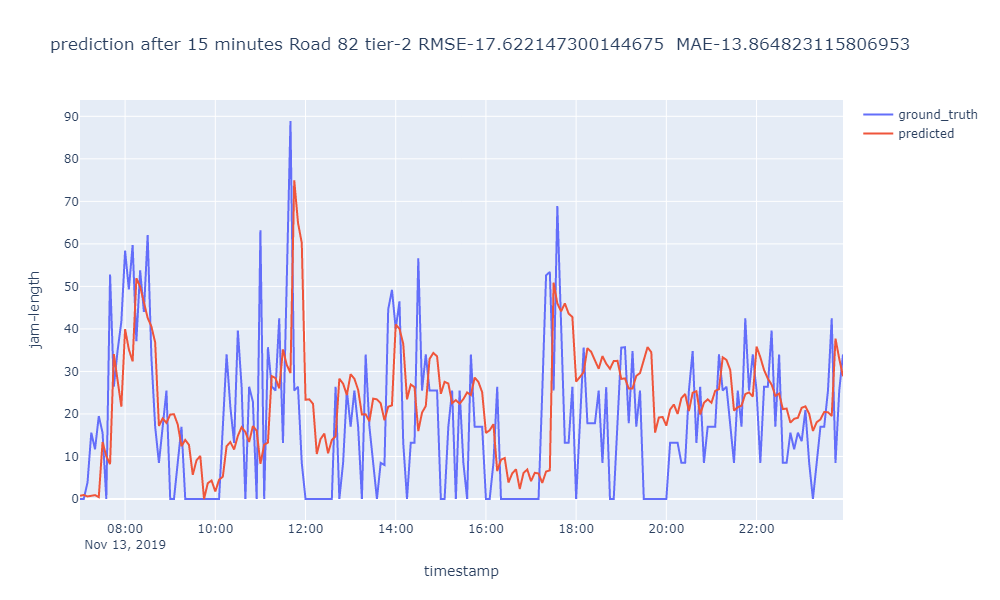 prediction after 15 minutes Road 82 tier-2 RMSE-17.622147300144675  MAE-13.864823115806953
ground_truth
predicted
90
80
70
60
50
40
30
20
10
0
jam-length
08:00 10:00 12:00 14:00 16:00 18:00 20:00 22:00
Nov 13, 2019
timestamp